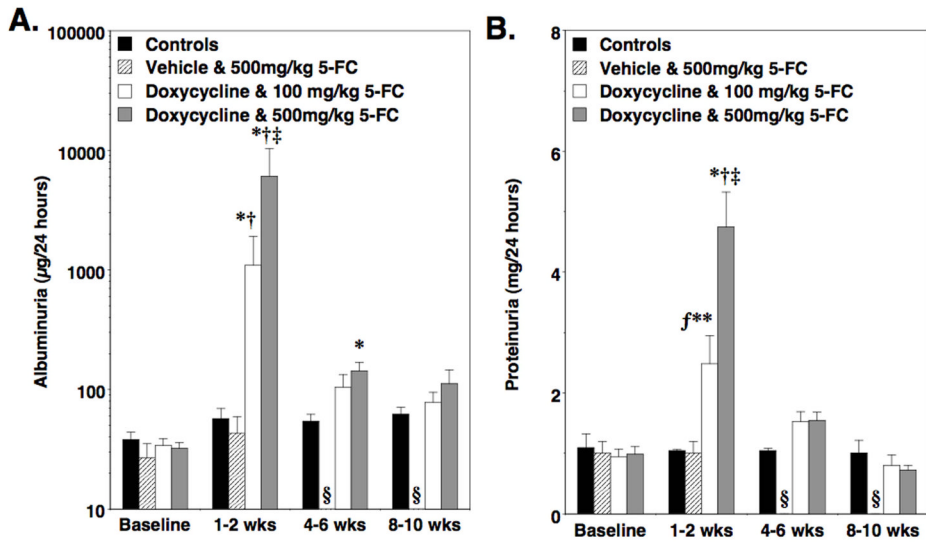 A.
100000
10000
1000
100
10
Albuminuria (µg/24 hours)
Controls
Vehicle & 500mg/kg 5-FC
Doxycycline & 100 mg/kg 5-FC
Doxycycline & 500mg/kg 5-FC
*†‡
*†
*
§
§
Baseline 1-2 wks 4-6 wks 8-10 wks
B.
8
6
4
2
0
Proteinuria (mg/24 hours)
Controls
Vehicle & 500mg/kg 5-FC
Doxycycline & 100 mg/kg 5-FC
Doxycycline & 500mg/kg 5-FC
*†‡
ƒ**
§
§
Baseline 1-2 wks 4-6 wks 8-10 wks